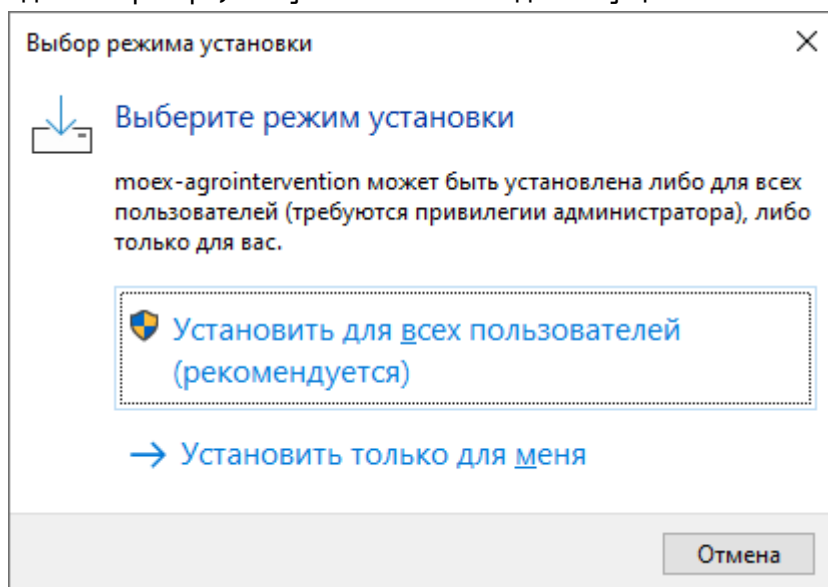 Выбор режима установки
Выберите режим установки
moex-agrointervention может быть установлена либо для всех
пользователей (требуются привилегии администратора), либо
только для вас.
Установить для всех пользователей
(рекомендуется)
Установить только для меня
Отмена